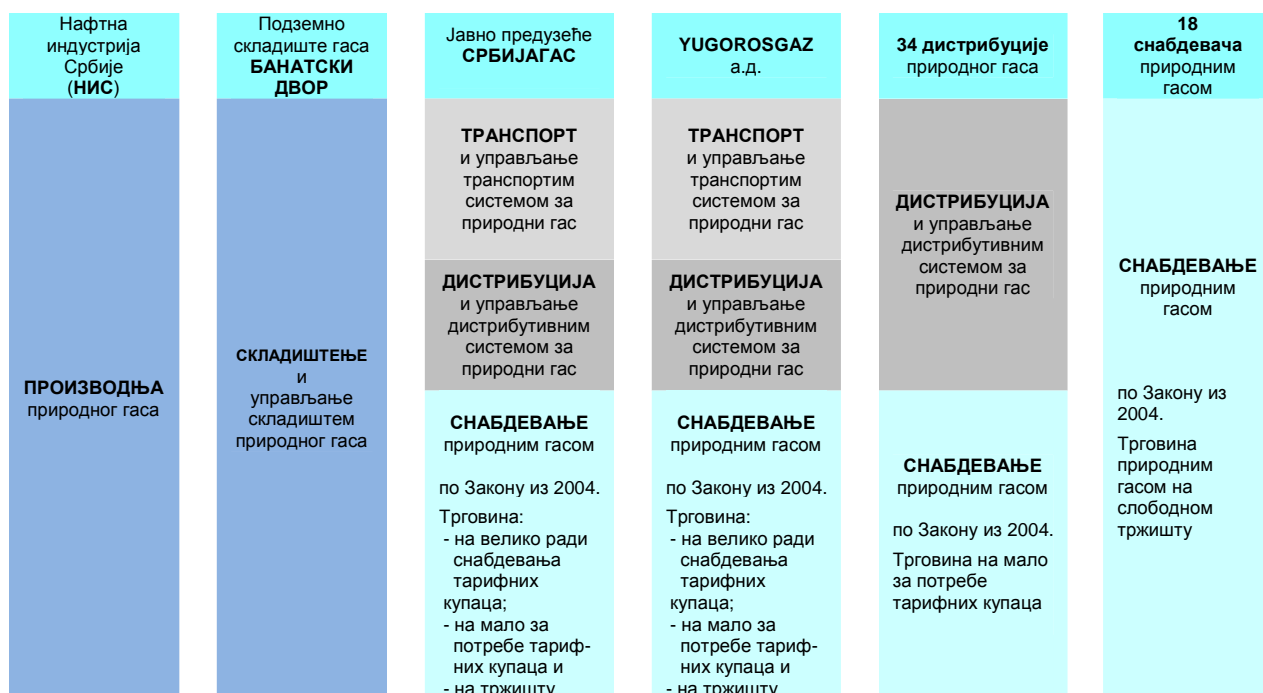 Нафтна
индустрија
Србије
(НИС)
ПРОИЗВОДЊА
природног гаса
Подземно
складиште гаса
БАНАТСКИ
ДВОР
СКЛАДИШТЕЊЕ
и
управљање
складиштем
природног гаса
Јавно предузеће
СРБИЈАГАС
ТРАНСПОРТ
и управљање
транспортим
системом за
природни гас
ДИСТРИБУЦИЈА
и управљање
дистрибутивним
системом за
природни гас
СНАБДЕВАЊЕ
природним гасом
по Закону из 2004.
Трговина:
- на велико ради
снабдевања
тарифних
купаца;
- на мало за
потребе тариф-
них купаца и
- на тржишту
YUGOROSGAZ
а.д.
ТРАНСПОРТ
и управљање
транспортим
системом за
природни гас
ДИСТРИБУЦИЈА
и управљање
дистрибутивним
системом за
природни гас
СНАБДЕВАЊЕ
природним гасом
по Закону из 2004.
Трговина:
- на велико ради
снабдевања
тарифних
купаца;
- на мало за
потребе тариф-
них купаца и
- на тржишту
34 дистрибуције
природног гаса
ДИСТРИБУЦИЈА
и управљање
дистрибутивним
системом за
природни гас
СНАБДЕВАЊЕ
природним гасом
по Закону из 2004.
Трговина на мало
за потребе
тарифних купаца
18
снабдевача
природним
гасом
СНАБДЕВАЊЕ
природним
гасом
по Закону из
2004.
Трговина
природним
гасом на
слободном
тржишту